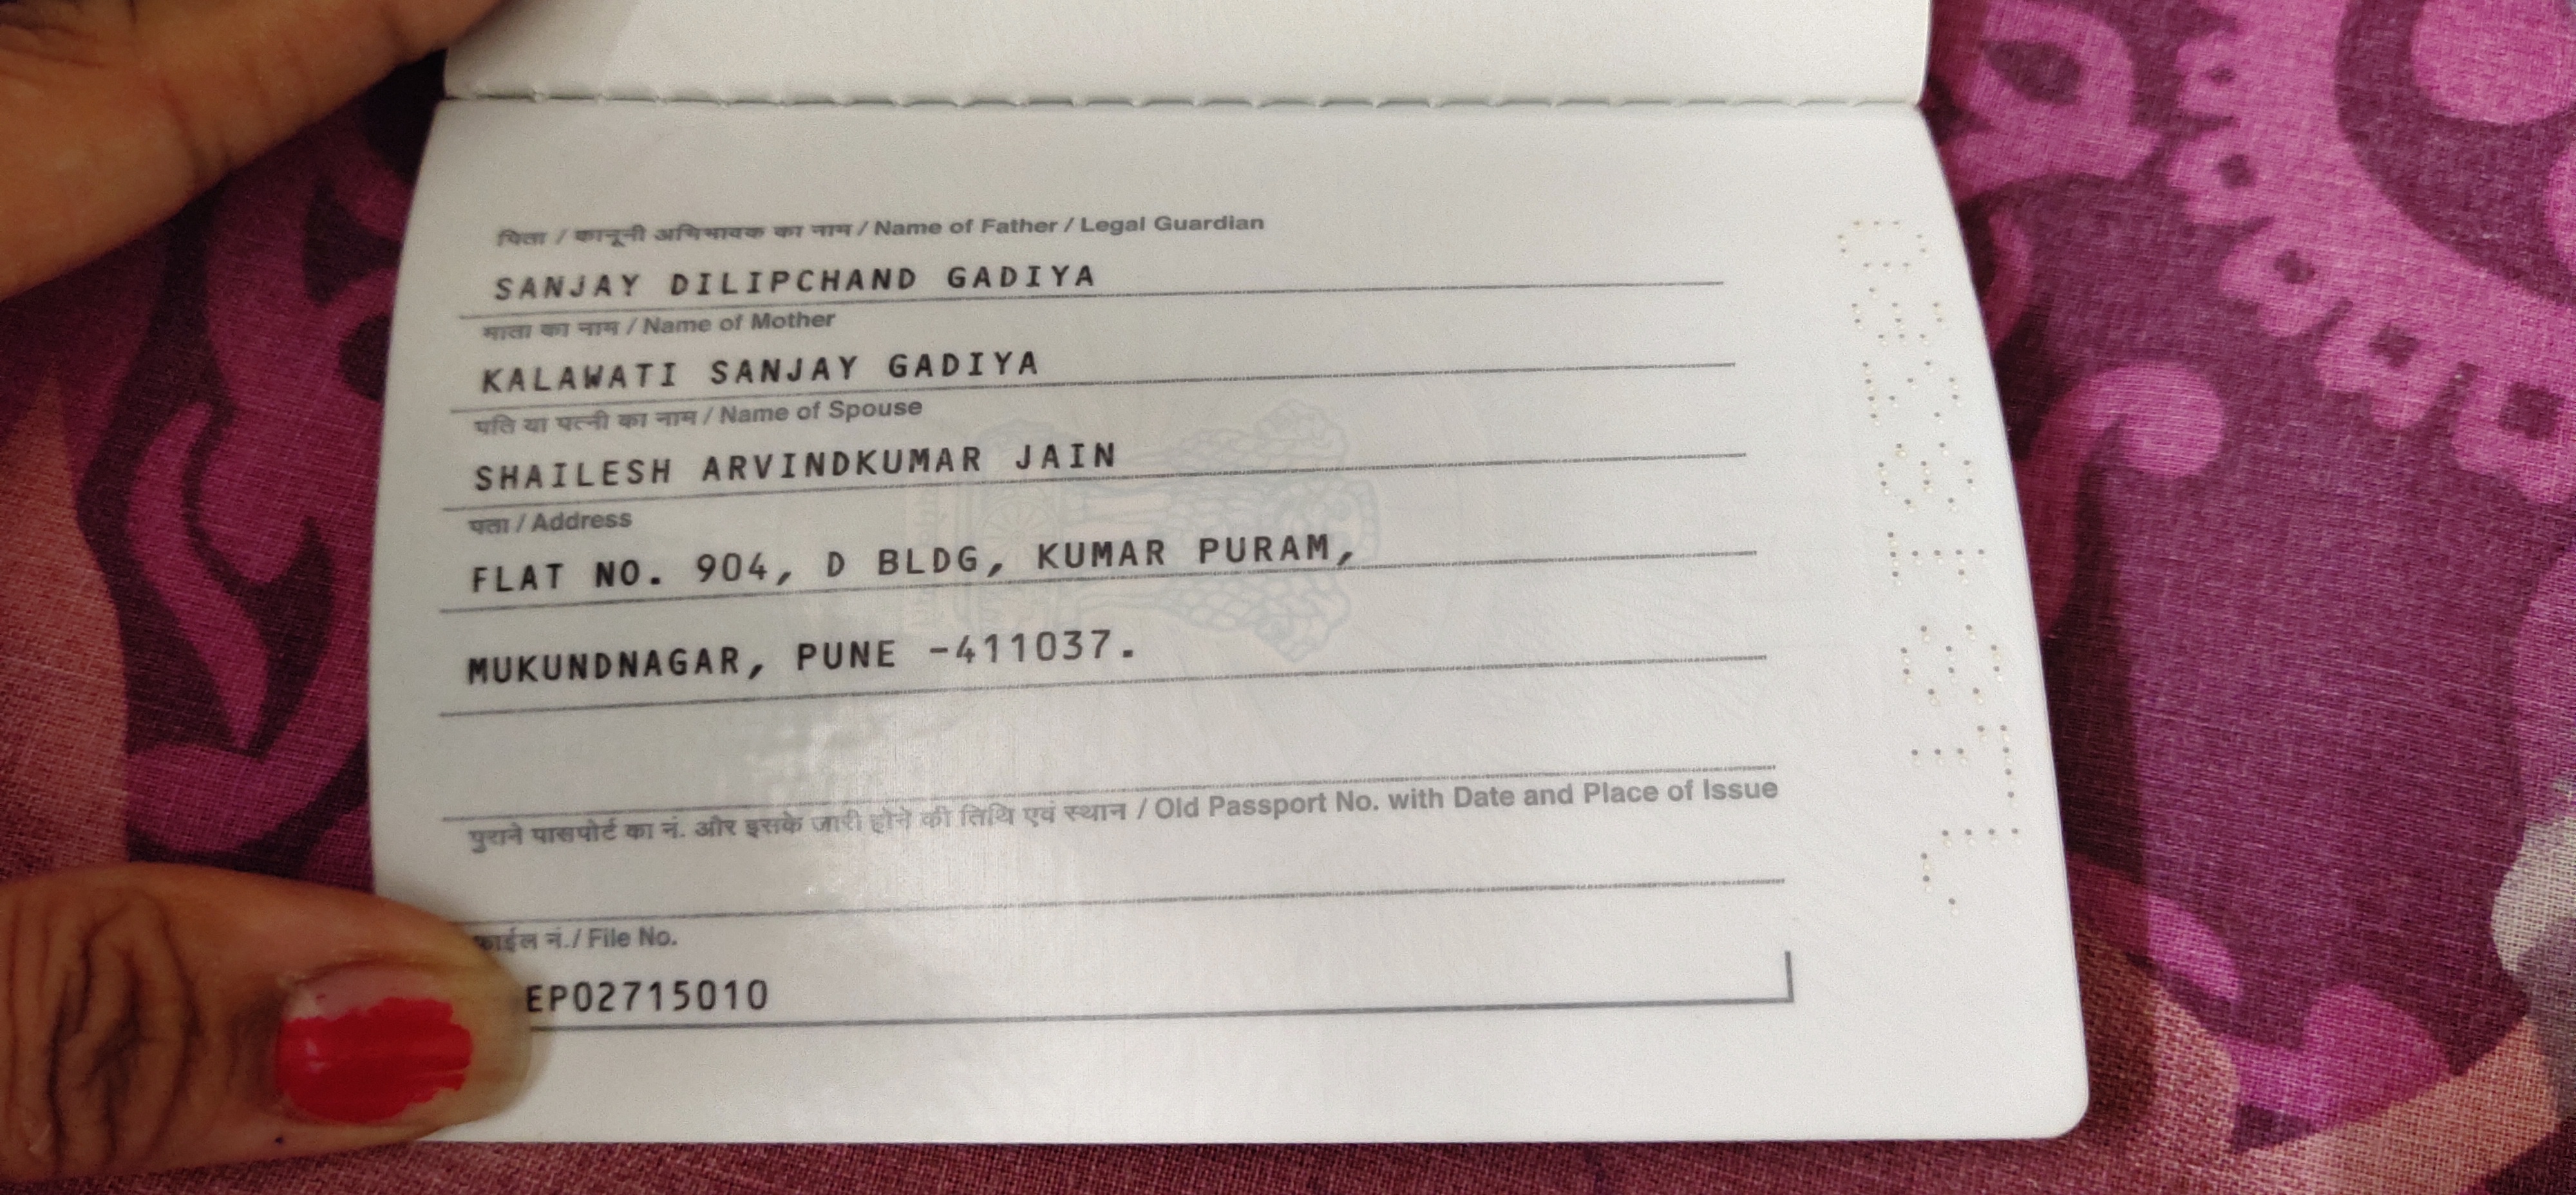 पिता / कानूनी अभिभावक का नाम / Name of Father / Legal Guardian
SANJAY DILIPCHAND GADIYA
माता का नाम / Name of Mother
KALAWATI SANJAY GADIYA
पति या पत्नी का नाम / Name of Spouse
SHAILESH ARVINDKUMAR JAIN
पता / Address
FLAT NO. 904, D BLDG, KUMAR PURAM,
MUKUNDNAGAR, PUNE -411037.
पुराने पासपोर्ट का नं. और इसके जारी होने की तिथि एवं स्थान / Old Passport No. with Date and Place of Issue
फाईल नं./ File No.
EP02715010